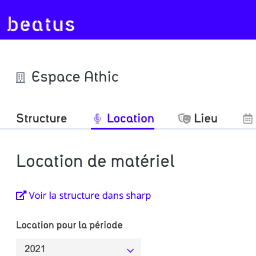 beatus
Espace Athic
Structure Location Lieu
Location de matériel
Voir la structure dans sharp
Location pour la période
2021